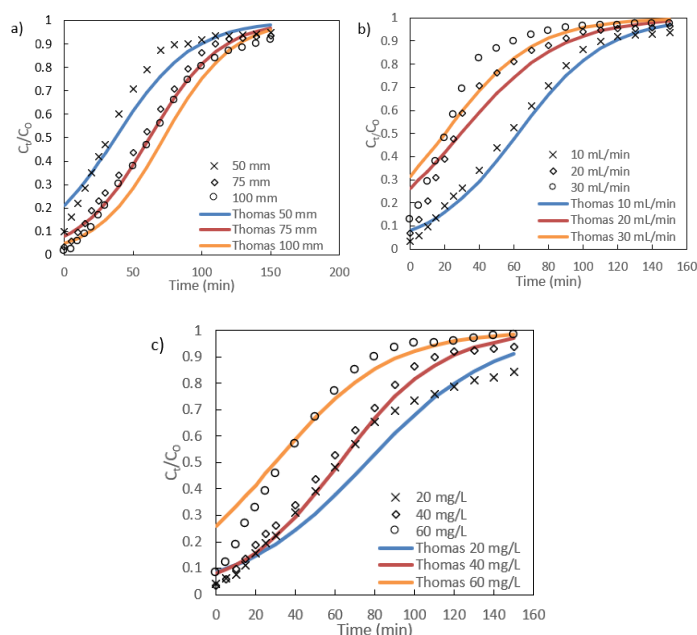 a)
C_t/C_0
1
0.9
0.8
0.7
0.6
0.5
0.4
0.3
0.2
0.1
0
0 50 100 150 200
Time (min)
50 mm
75 mm
100 mm
Thomas 50 mm
Thomas 75 mm
Thomas 100 mm
b)
C_t/C_0
1
0.9
0.8
0.7
0.6
0.5
0.4
0.3
0.2
0.1
0
0 20 40 60 80 100 120 140 160
Time (min)
10 mL/min
20 mL/min
30 mL/min
Thomas 10 mL/min
Thomas 20 mL/min
Thomas 30 mL/min
c)
C_t/C_0
1
0.9
0.8
0.7
0.6
0.5
0.4
0.3
0.2
0.1
0
0 20 40 60 80 100 120 140 160
Time (min)
20 mg/L
40 mg/L
60 mg/L
Thomas 20 mg/L
Thomas 40 mg/L
Thomas 60 mg/L